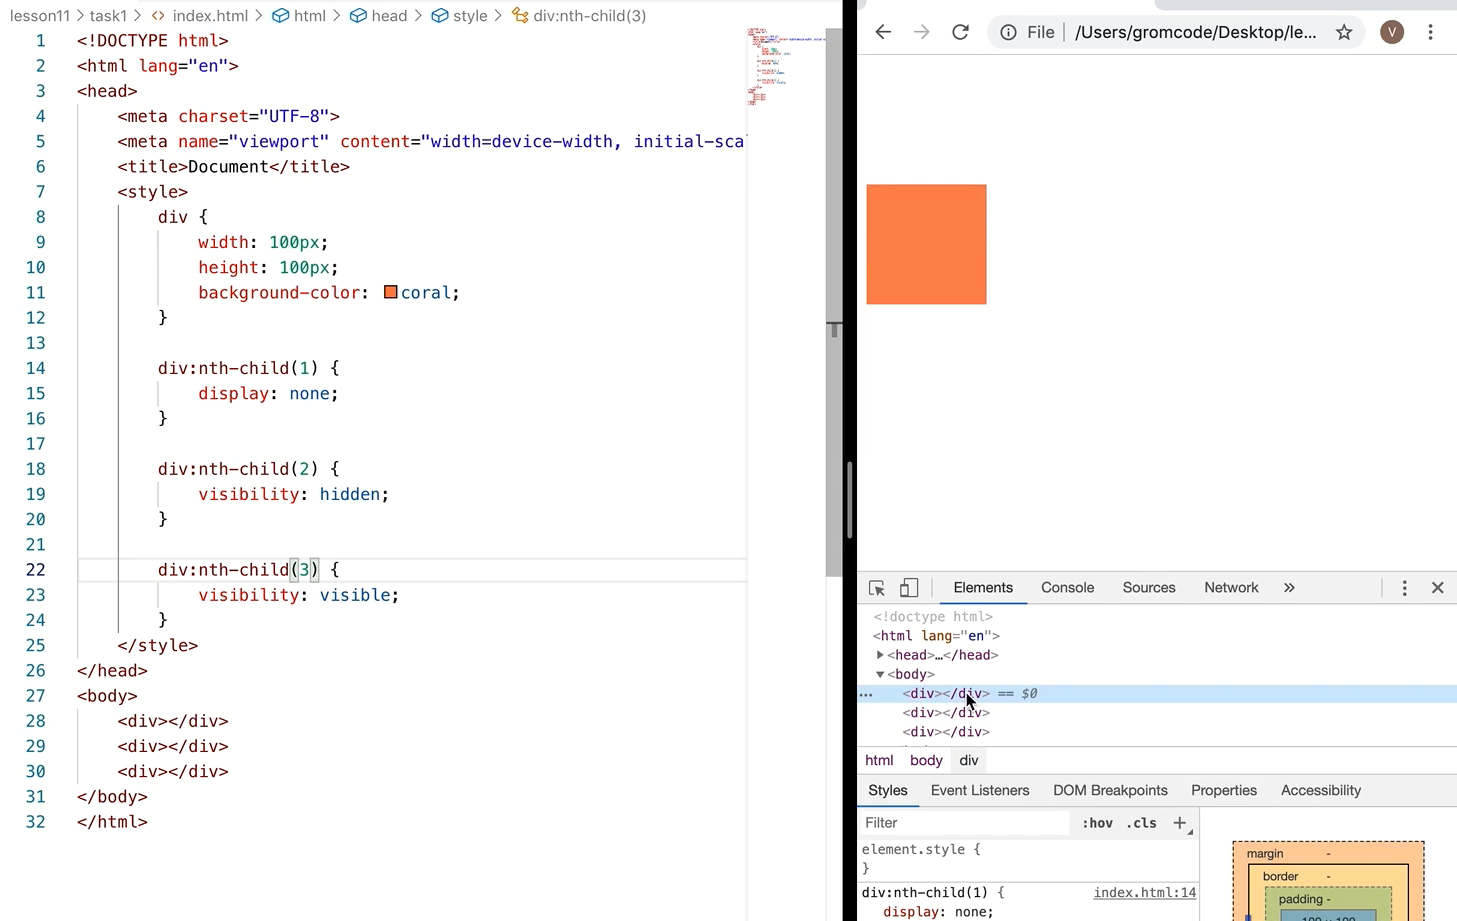 lesson11 > task1 > <> index.html > html > head > style > div:nth-child(3)
1 <!DOCTYPE html>
2 <html lang="en">
3 <head>
4 <meta charset="UTF-8">
5 <meta name="viewport" content="width=device-width, initial-sca
6 <title>Document</title>
7 <style>
8 div {
9 width: 100px;
10 height: 100px;
11 background-color: coral;
12 }
13
14 div:nth-child(1) {
15 display: none;
16 }
17
18 div:nth-child(2) {
19 visibility: hidden;
20 }
21
22 div:nth-child(3) {
23 visibility: visible;
24 }
25 </style>
26 </head>
27 <body>
28 <div></div>
29 <div></div>
30 <div></div>
31 </body>
32 </html>
File | /Users/gromcode/Desktop/le... V
Elements Console Sources Network »
<!doctype html>
<html lang="en">
<head>…</head>
<body>
... <div></div> == $0
<div></div>
<div></div>
html body div
Styles Event Listeners DOM Breakpoints Properties Accessibility
Filter :hov .cls +
element.style {
}
div:nth-child(1) { index.html:14
display: none;
margin -
border -
padding -
100 × 100